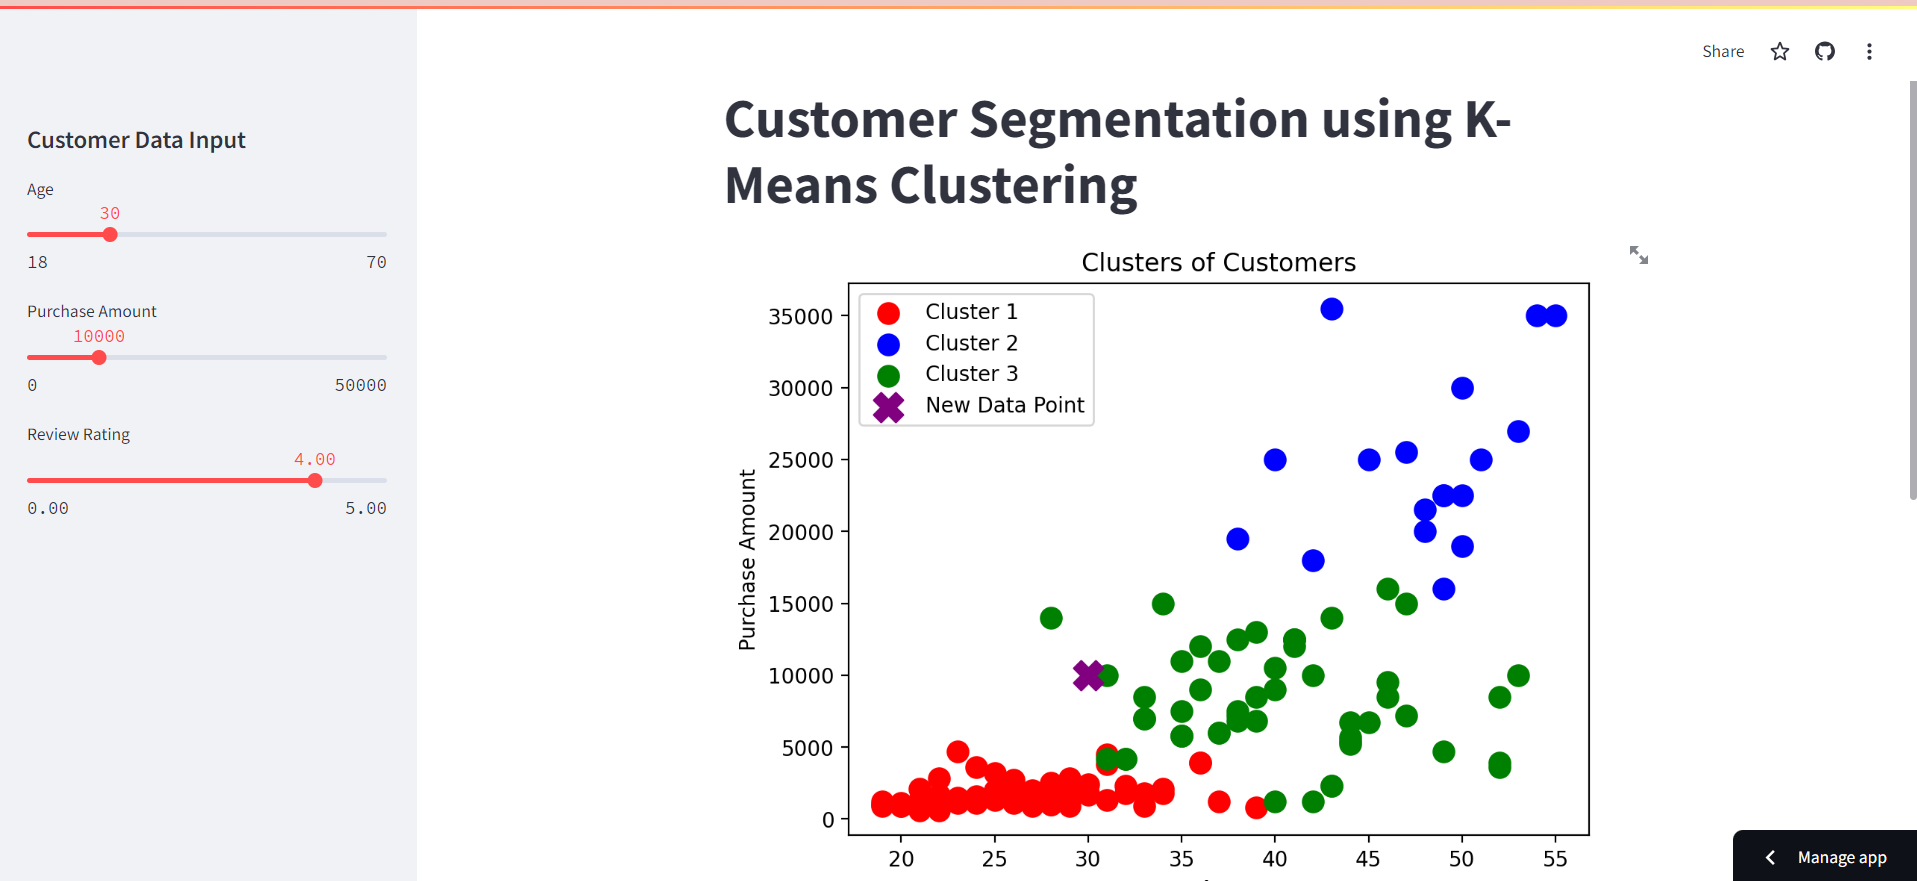 Share
Customer Data Input
Age
30
18 70
Purchase Amount
10000
0 50000
Review Rating
4.00
0.00 5.00
Customer Segmentation using K-
Means Clustering
Clusters of Customers
Cluster 1
Cluster 2
Cluster 3
New Data Point
Purchase Amount
35000
30000
25000
20000
15000
10000
5000
0
20 25 30 35 40 45 50 55
Manage app